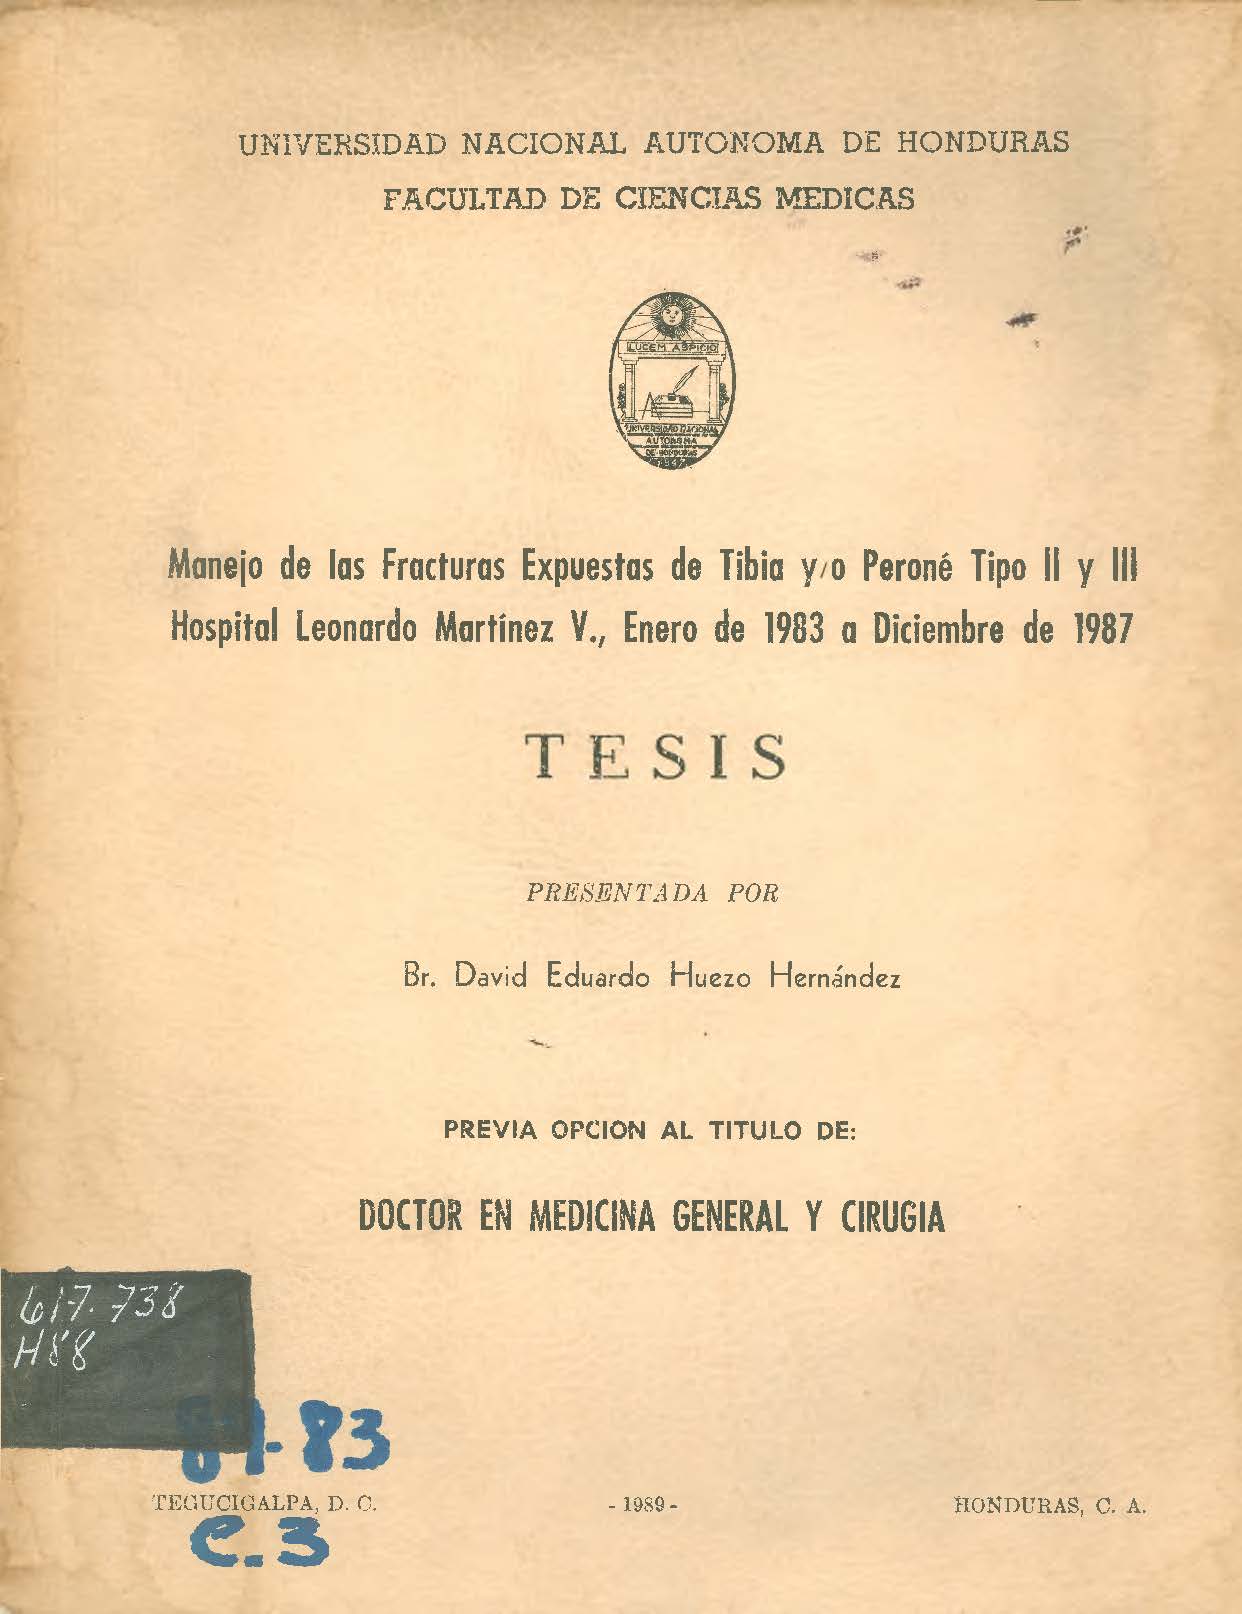 UNIVERSIDAD NACIONAL AUTONOMA DE HONDURAS
FACULTAD DE CIENCIAS MEDICAS
LUCEM ASPICIO
UNIVERSIDAD NACIONAL
AUTONOMA
DE HONDURAS
Manejo de las Fracturas Expuestas de Tibia y/o Peroné Tipo II y III
Hospital Leonardo Martínez V., Enero de 1983 a Diciembre de 1987
TESIS
PRESENTADA POR
Br. David Eduardo Huezo Hernández
PREVIA OPCION AL TITULO DE:
DOCTOR EN MEDICINA GENERAL Y CIRUGIA
617.738
H88
83
TEGUCIGALPA, D. C. - 1989 - HONDURAS, C. A.
C.3